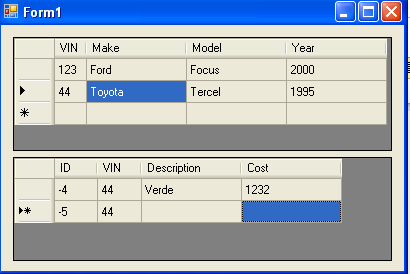 Form1
VIN Make Model Year
123 Ford Focus 2000
44 Toyota Tercel 1995
ID VIN Description Cost
-4 44 Verde 1232
-5 44